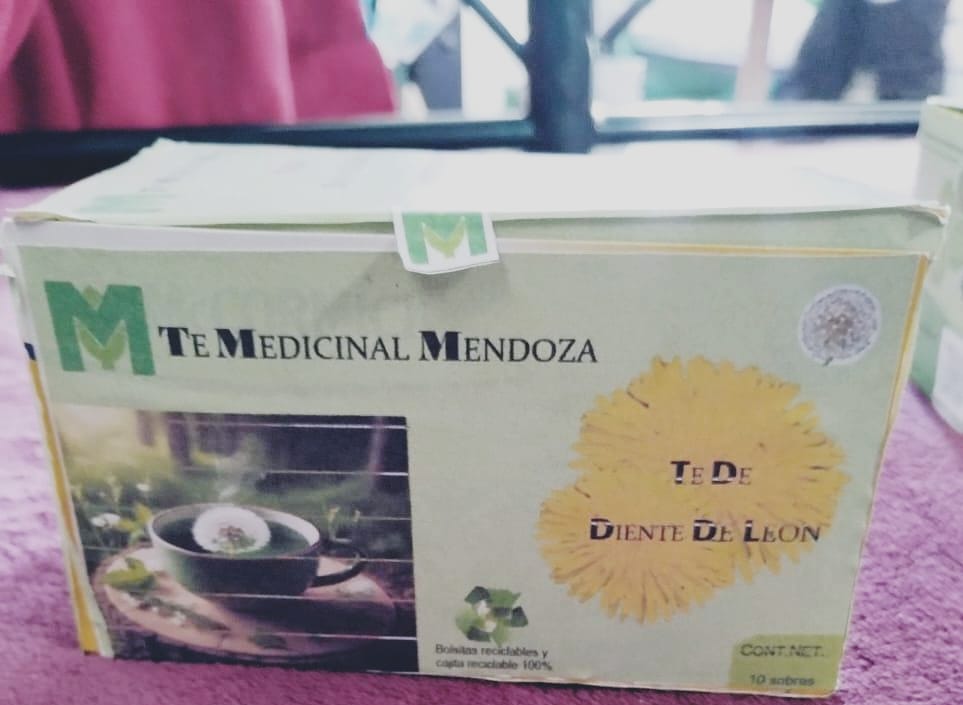 M
M TE MEDICINAL MENDOZA
TE DE
DIENTE DE LEON
Bolsitas reciclables y
cajita reciclable 100%
CONT.NET.
10 sobres